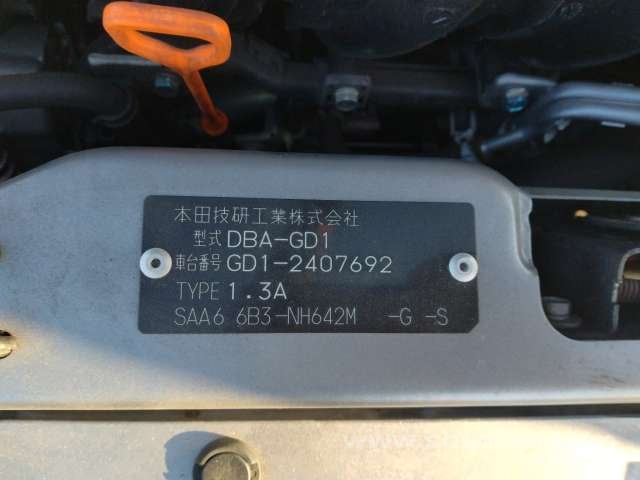 本田技研工業株式会社
型式 DBA-GD1
車台番号 GD1-2407692
TYPE 1.3A
SAA6 6B3-NH642M -G -S